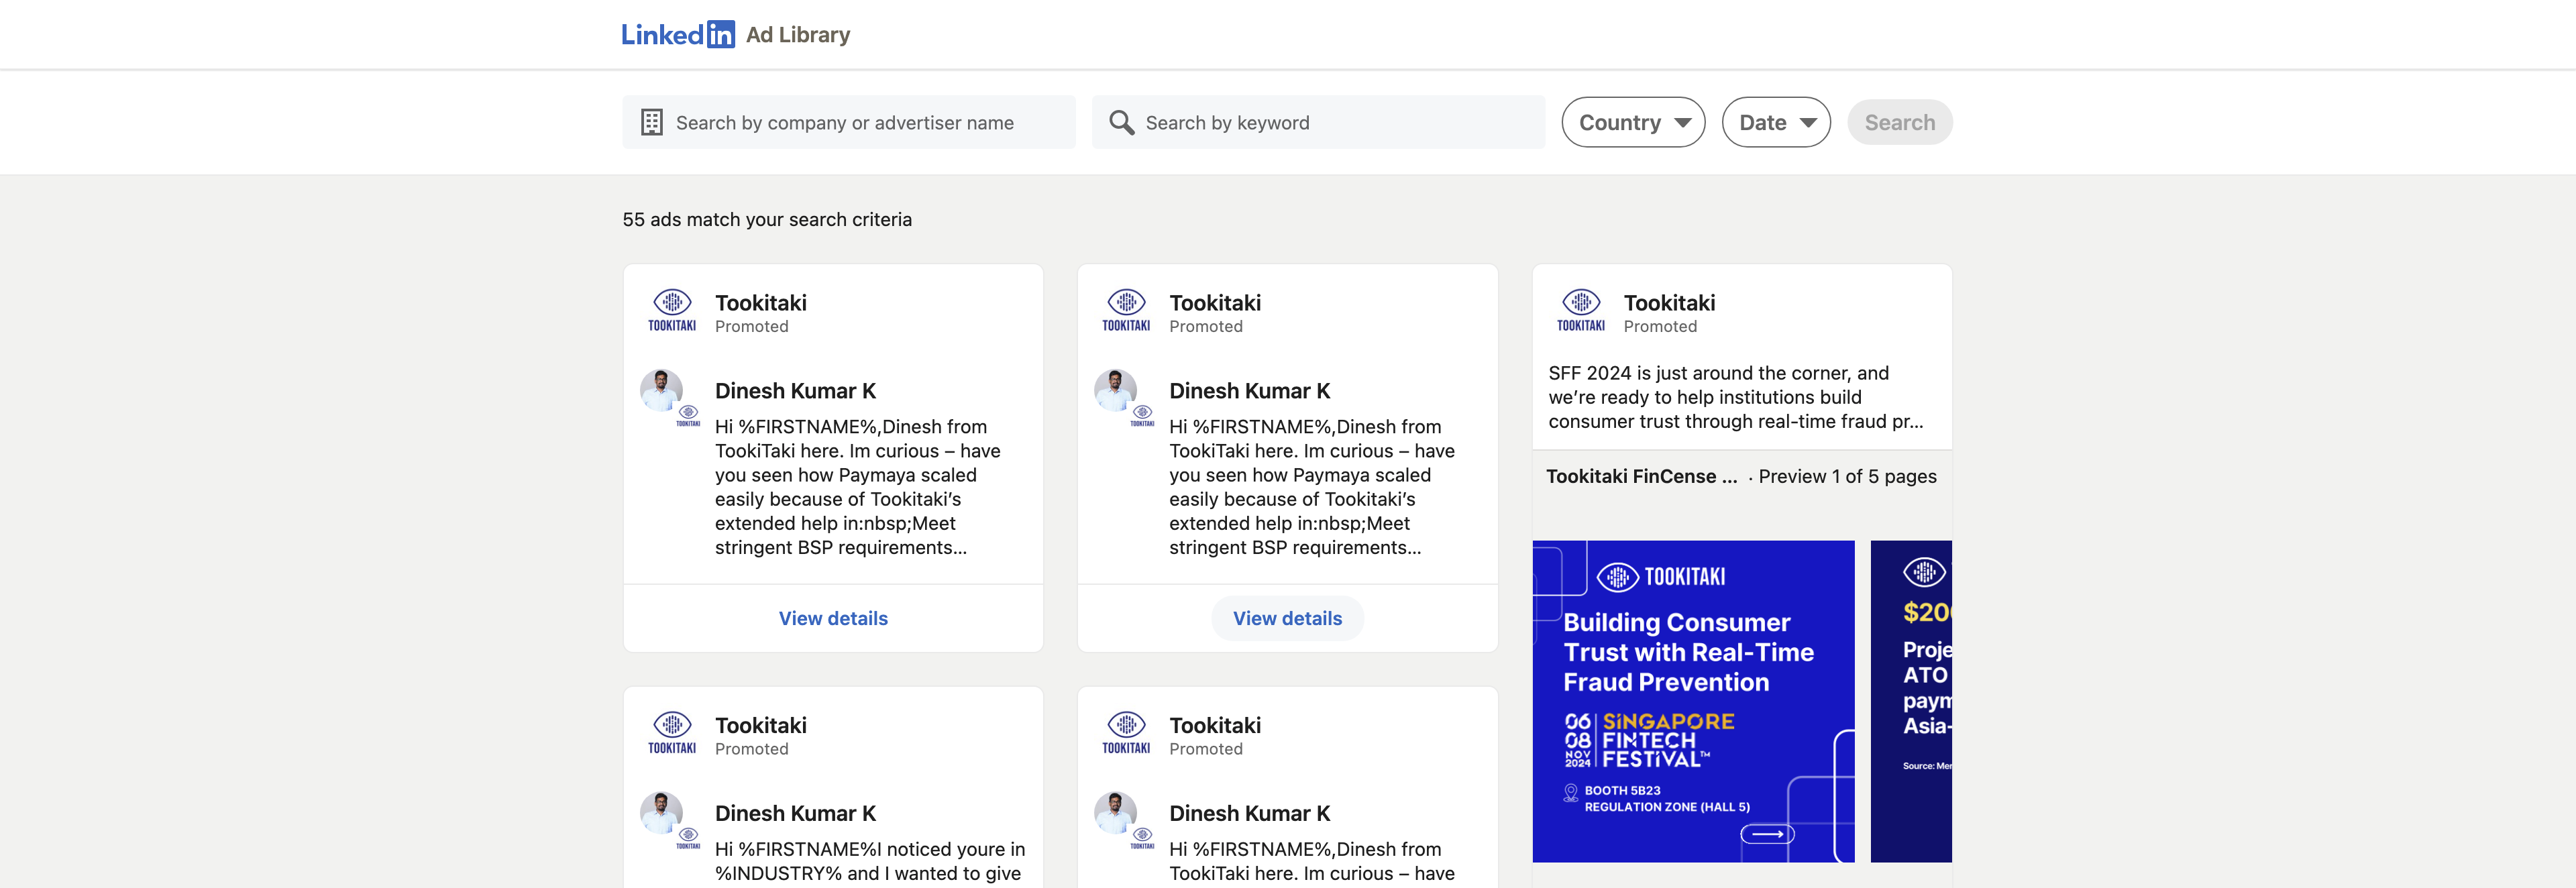 LinkedIn Ad Library
Search by company or advertiser name
Search by keyword
Country
Date
Search
55 ads match your search criteria
TOOKITAKI
Tookitaki
Promoted
Dinesh Kumar K
TOOKITAKI
Hi %FIRSTNAME%,Dinesh from
TookiTaki here. Im curious – have
you seen how Paymaya scaled
easily because of Tookitaki’s
extended help in:nbsp;Meet
stringent BSP requirements...
View details
TOOKITAKI
Tookitaki
Promoted
Dinesh Kumar K
TOOKITAKI
Hi %FIRSTNAME%,Dinesh from
TookiTaki here. Im curious – have
you seen how Paymaya scaled
easily because of Tookitaki’s
extended help in:nbsp;Meet
stringent BSP requirements...
View details
TOOKITAKI
Tookitaki
Promoted
SFF 2024 is just around the corner, and
we’re ready to help institutions build
consumer trust through real-time fraud pr...
Tookitaki FinCense ... · Preview 1 of 5 pages
TOOKITAKI
Building Consumer
Trust with Real-Time
Fraud Prevention
06
08
NOV
2024
SINGAPORE
FINTECH
FESTIVAL™
BOOTH 5B23
REGULATION ZONE (HALL 5)
$20
Proje
ATO
paym
Asia-
Source: Mer
TOOKITAKI
Tookitaki
Promoted
Dinesh Kumar K
TOOKITAKI
Hi %FIRSTNAME%I noticed youre in
%INDUSTRY% and I wanted to give
TOOKITAKI
Tookitaki
Promoted
Dinesh Kumar K
TOOKITAKI
Hi %FIRSTNAME%,Dinesh from
TookiTaki here. Im curious – have